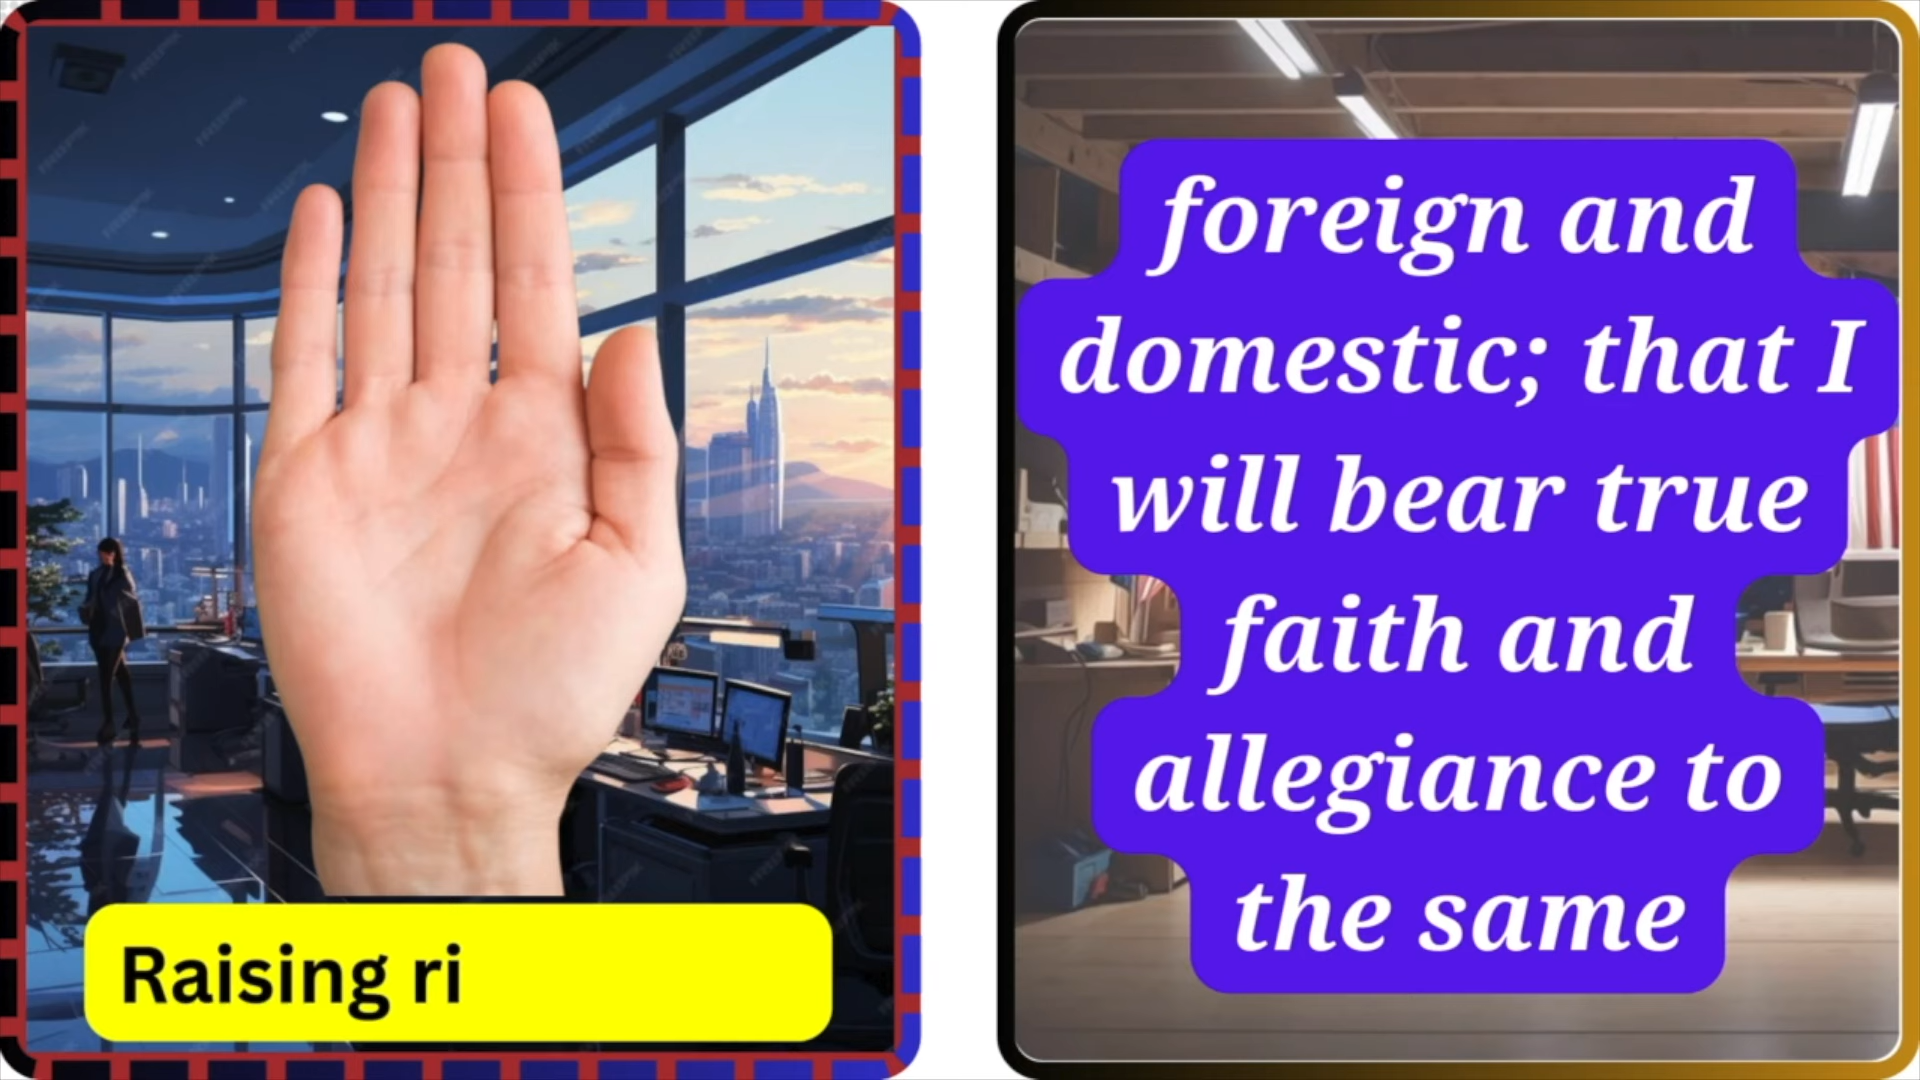 Raising ri
foreign and
domestic; that I
will bear true
faith and
allegiance to
the same